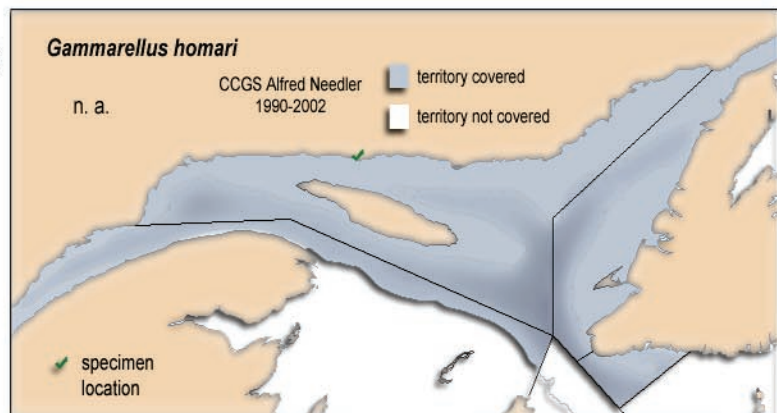 Gammarellus homari
n. a.
CCGS Alfred Needler
1990-2002
territory covered
territory not covered
specimen
location